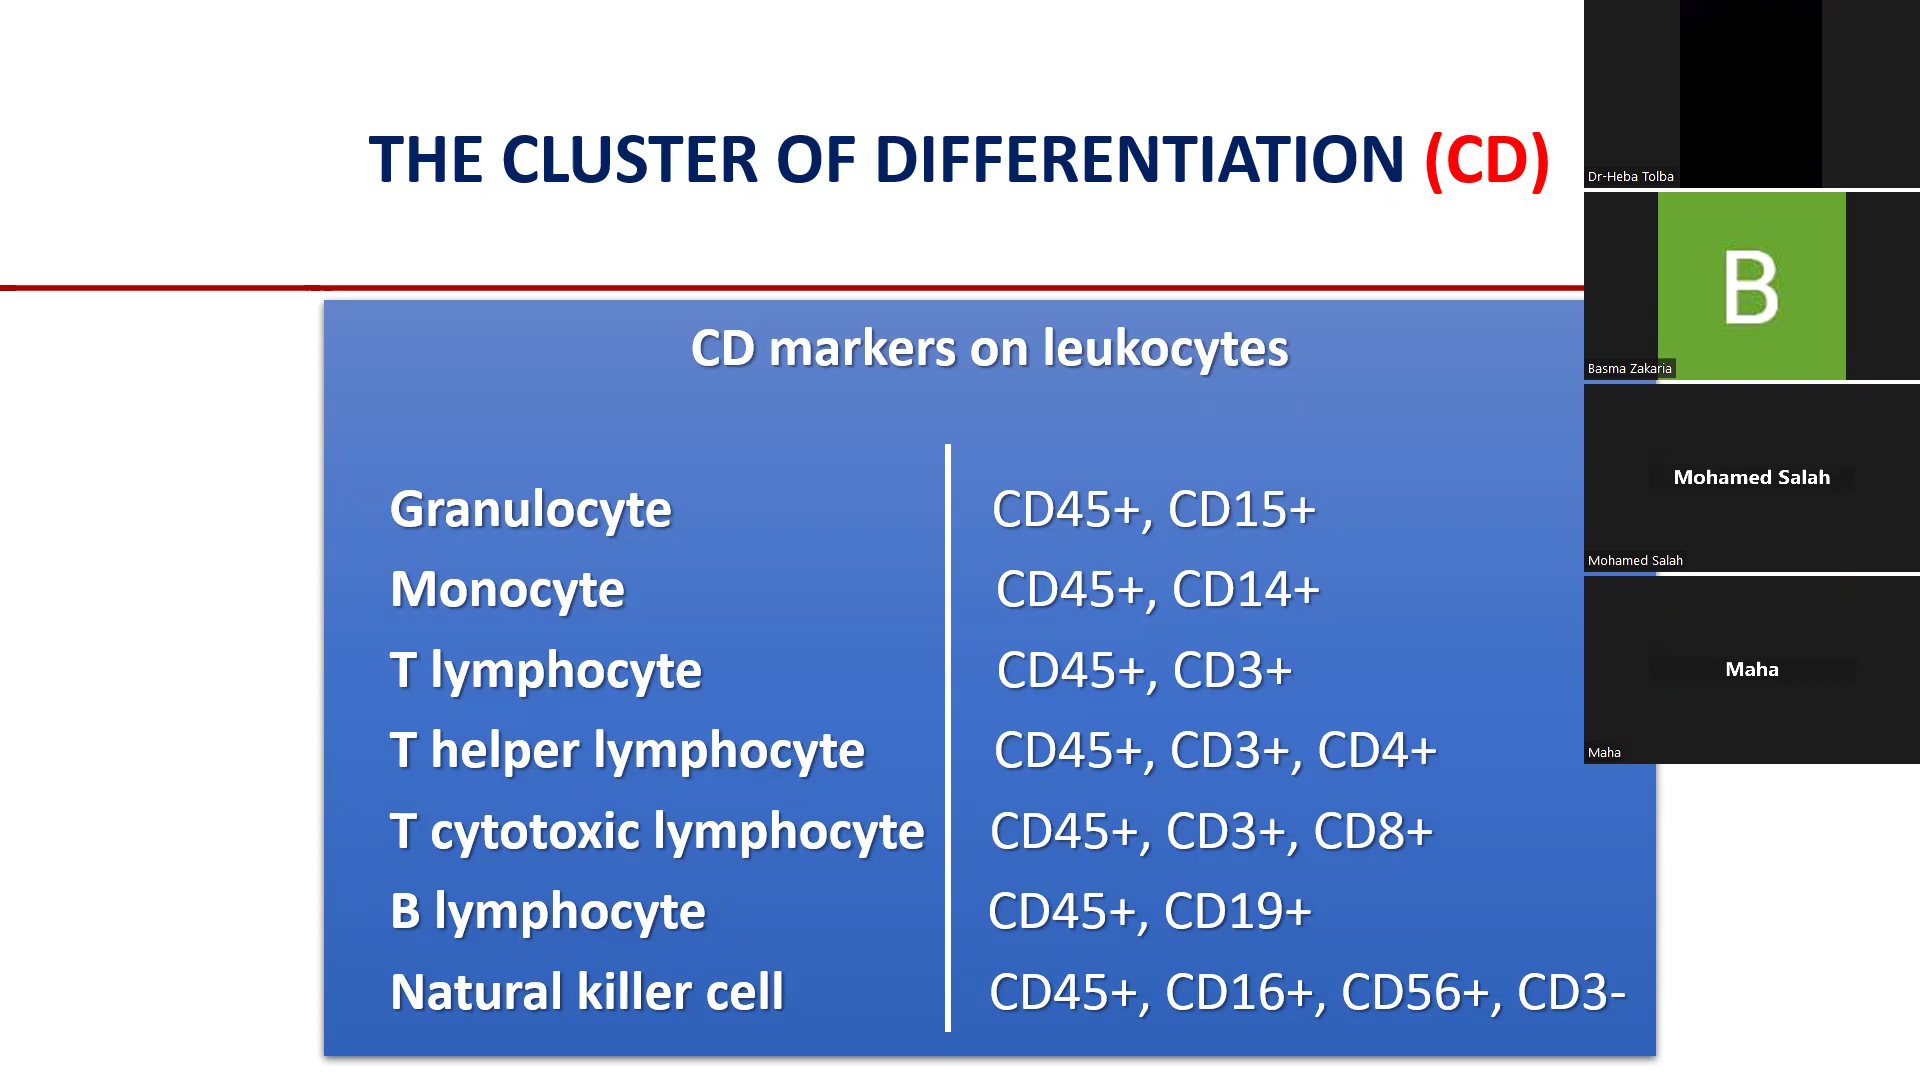 THE CLUSTER OF DIFFERENTIATION (CD)
CD markers on leukocytes
Granulocyte CD45+, CD15+
Monocyte CD45+, CD14+
T lymphocyte CD45+, CD3+
T helper lymphocyte CD45+, CD3+, CD4+
T cytotoxic lymphocyte CD45+, CD3+, CD8+
B lymphocyte CD45+, CD19+
Natural killer cell CD45+, CD16+, CD56+, CD3-
Dr-Heba Tolba
B
Basma Zakaria
Mohamed Salah
Mohamed Salah
Maha
Maha